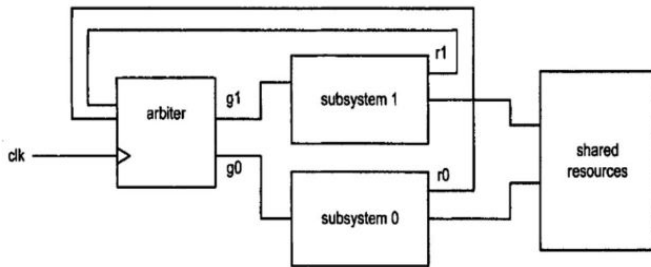 r1
g1
subsystem 1
arbiter
clk
g0
shared
resources
r0
subsystem 0